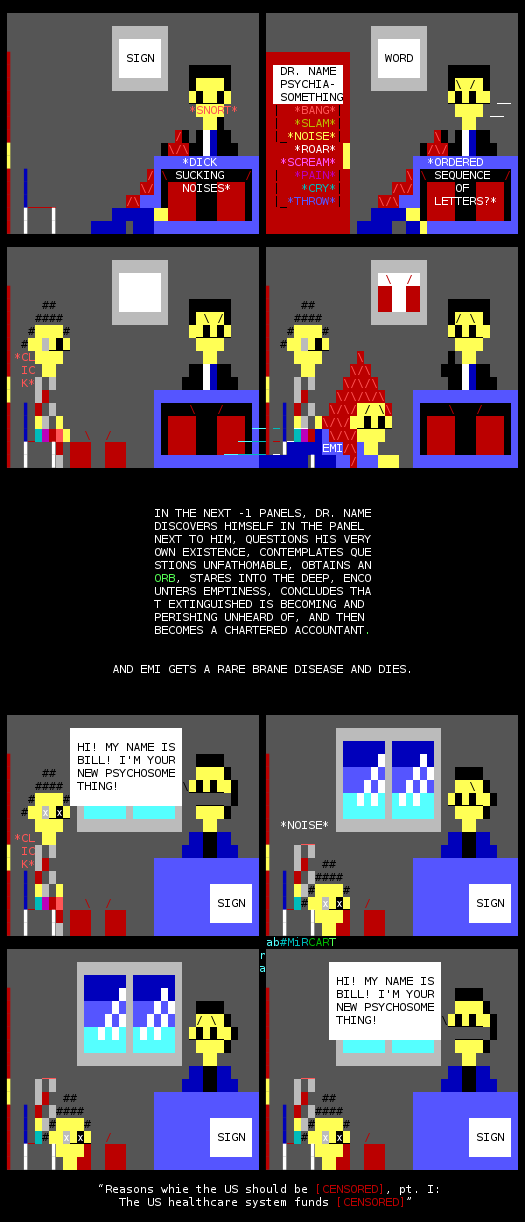 SIGN
*SNORT*
*DICK
SUCKING
NOISES*
DR. NAME
PSYCHIA-
SOMETHING
*BANG*
*SLAM*
*NOISE*
*ROAR*
*SCREAM*
*PAINT*
*CRY*
*THROW*
WORD
*ORDERED
SEQUENCE
OF
LETTERS?*
*CL
IC
K*
EMI
IN THE NEXT -1 PANELS, DR. NAME
DISCOVERS HIMSELF IN THE PANEL
NEXT TO HIM, QUESTIONS HIS VERY
OWN EXISTENCE, CONTEMPLATES QUE
STIONS UNFATHOMABLE, OBTAINS AN
ORB, STARES INTO THE DEEP, ENCO
UNTERS EMPTINESS, CONCLUDES THA
T EXTINGUISHED IS BECOMING AND
PERISHING UNHEARD OF, AND THEN
BECOMES A CHARTERED ACCOUNTANT.
AND EMI GETS A RARE BRANE DISEASE AND DIES.
HI! MY NAME IS
BILL! I'M YOUR
NEW PSYCHOSOME
THING!
*CL
IC
K*
SIGN
*NOISE*
SIGN
ab#MiRCART
r
a
SIGN
HI! MY NAME IS
BILL! I'M YOUR
NEW PSYCHOSOME
THING!
SIGN
“Reasons whie the US should be [CENSORED], pt. I:
The US healthcare system funds [CENSORED]”